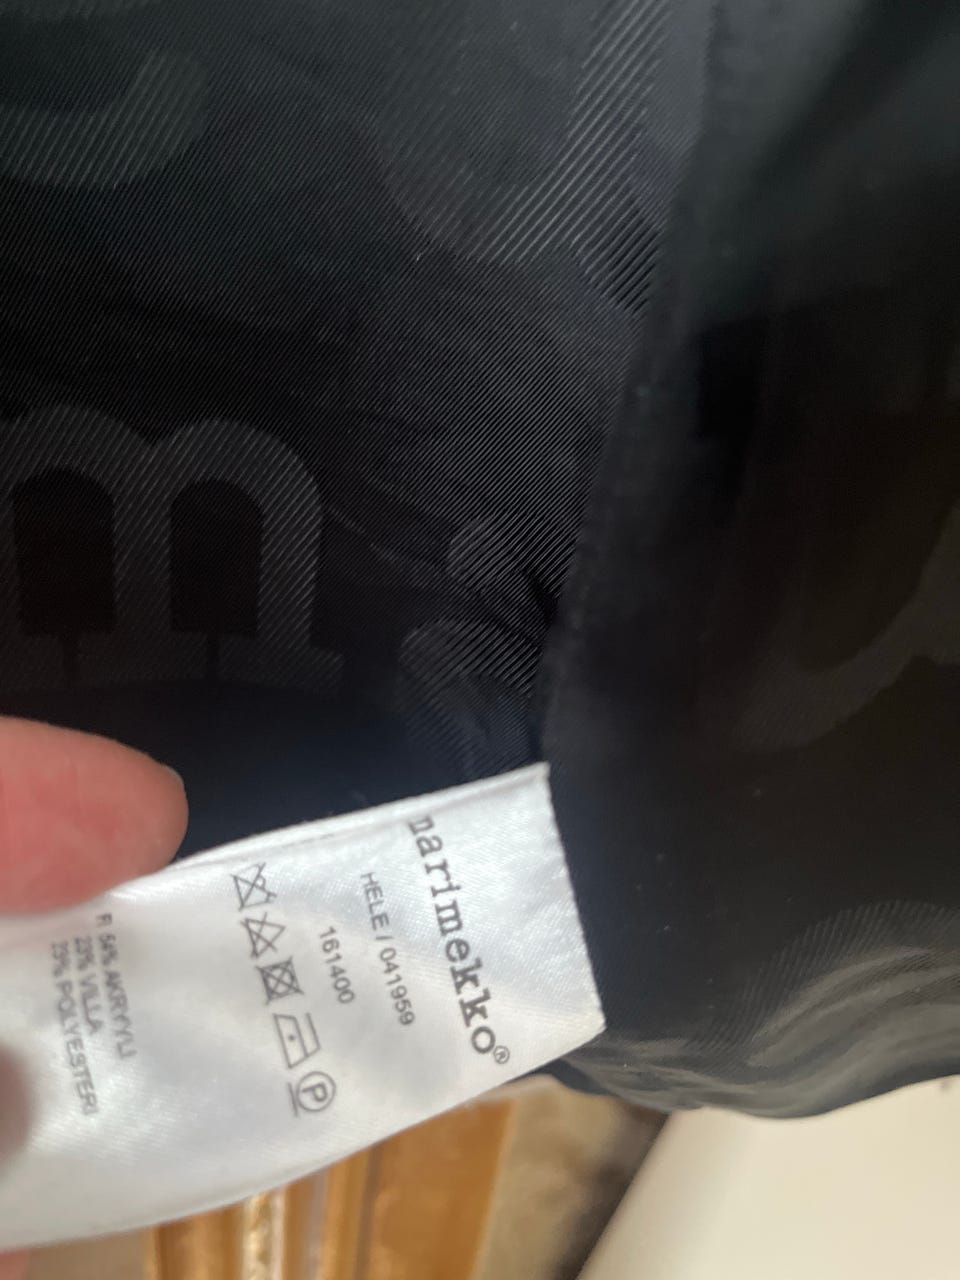 marimekko®
HELE / 041959
161400
P
FI 54% AKRYYLI
23% VILLA
23% POLYESTERI
m